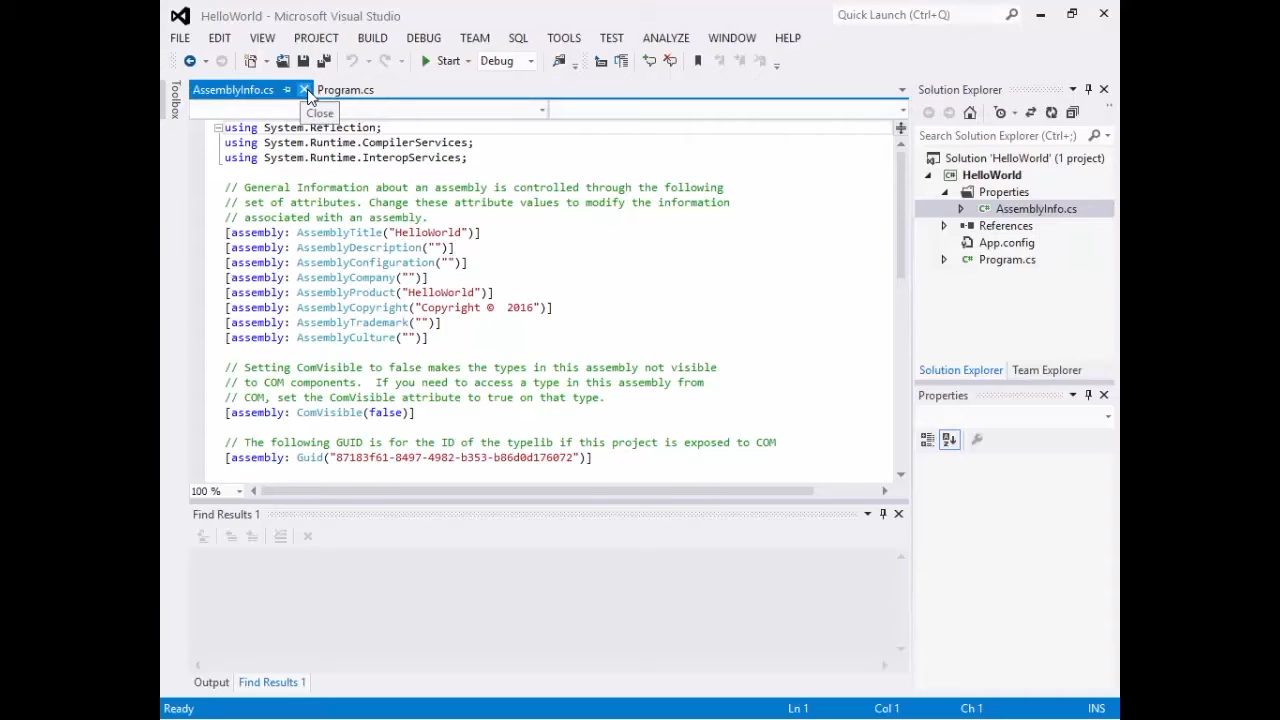 HelloWorld - Microsoft Visual Studio
Quick Launch (Ctrl+Q)
FILE EDIT VIEW PROJECT BUILD DEBUG TEAM SQL TOOLS TEST ANALYZE WINDOW HELP
Start Debug
Toolbox
AssemblyInfo.cs Program.cs
Close
using System.Reflection;
using System.Runtime.CompilerServices;
using System.Runtime.InteropServices;
// General Information about an assembly is controlled through the following
// set of attributes. Change these attribute values to modify the information
// associated with an assembly.
[assembly: AssemblyTitle("HelloWorld")]
[assembly: AssemblyDescription("")]
[assembly: AssemblyConfiguration("")]
[assembly: AssemblyCompany("")]
[assembly: AssemblyProduct("HelloWorld")]
[assembly: AssemblyCopyright("Copyright ©  2016")]
[assembly: AssemblyTrademark("")]
[assembly: AssemblyCulture("")]
// Setting ComVisible to false makes the types in this assembly not visible
// to COM components.  If you need to access a type in this assembly from
// COM, set the ComVisible attribute to true on that type.
[assembly: ComVisible(false)]
// The following GUID is for the ID of the typelib if this project is exposed to COM
[assembly: Guid("87183f61-8497-4982-b353-b86d0d176072")]
100 %
Find Results 1
Output Find Results 1
Solution Explorer
Search Solution Explorer (Ctrl+;)
Solution 'HelloWorld' (1 project)
HelloWorld
Properties
AssemblyInfo.cs
References
App.config
Program.cs
Solution Explorer Team Explorer
Properties
Ready Ln 1 Col 1 Ch 1 INS